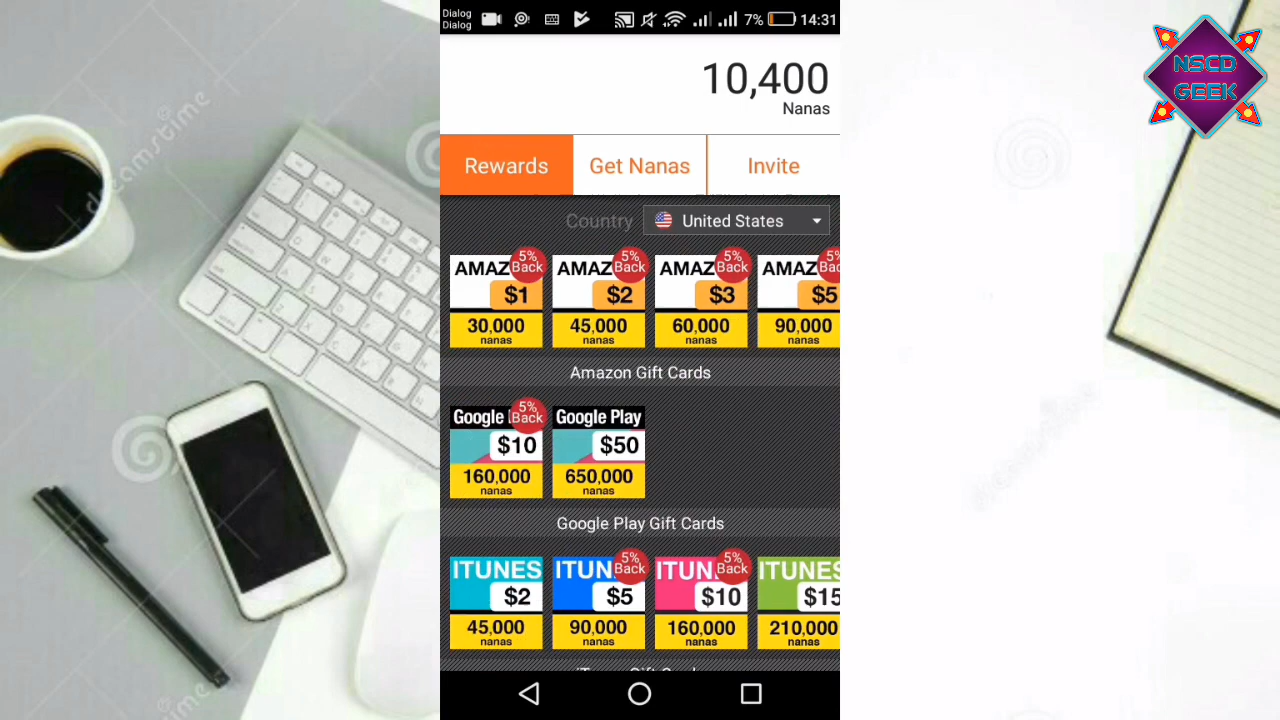 Dialog
Dialog
7% 14:31
NSCD
GEEK
10,400
Nanas
Rewards Get Nanas Invite
Country United States
AMAZ 5% Back AMAZ 5% Back AMAZ 5% Back AMAZ 5%
$1 $2 $3 $5
30,000 45,000 60,000 90,000
nanas nanas nanas nanas
Amazon Gift Cards
Google 5% Back Google Play
$10 $50
160,000 650,000
nanas nanas
Google Play Gift Cards
ITUNES ITUN 5% Back ITUN 5% Back ITUNES
$2 $5 $10 $15
45,000 90,000 160,000 210,000
nanas nanas nanas nanas
dreamstime